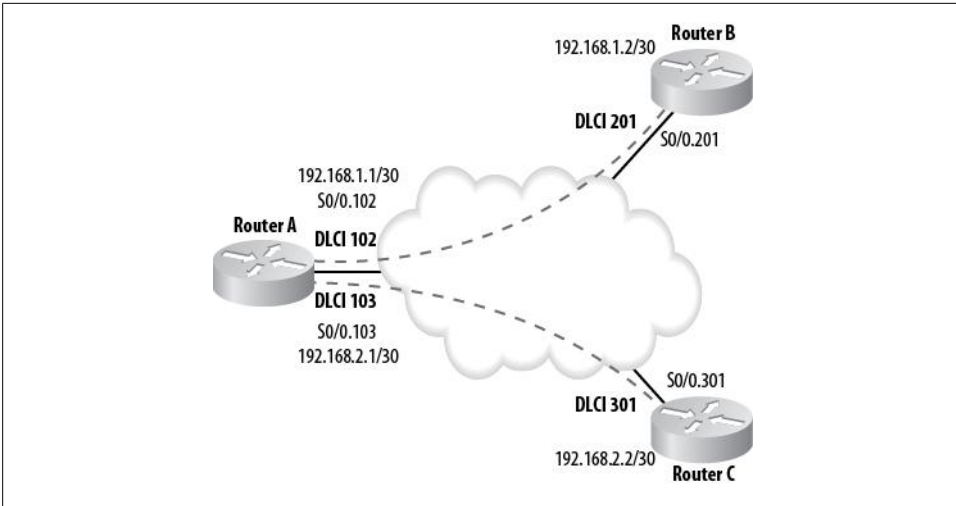 Router B
192.168.1.2/30
DLCI 201
S0/0.201
192.168.1.1/30
S0/0.102
Router A
DLCI 102
DLCI 103
S0/0.103
192.168.2.1/30
S0/0.301
DLCI 301
192.168.2.2/30
Router C